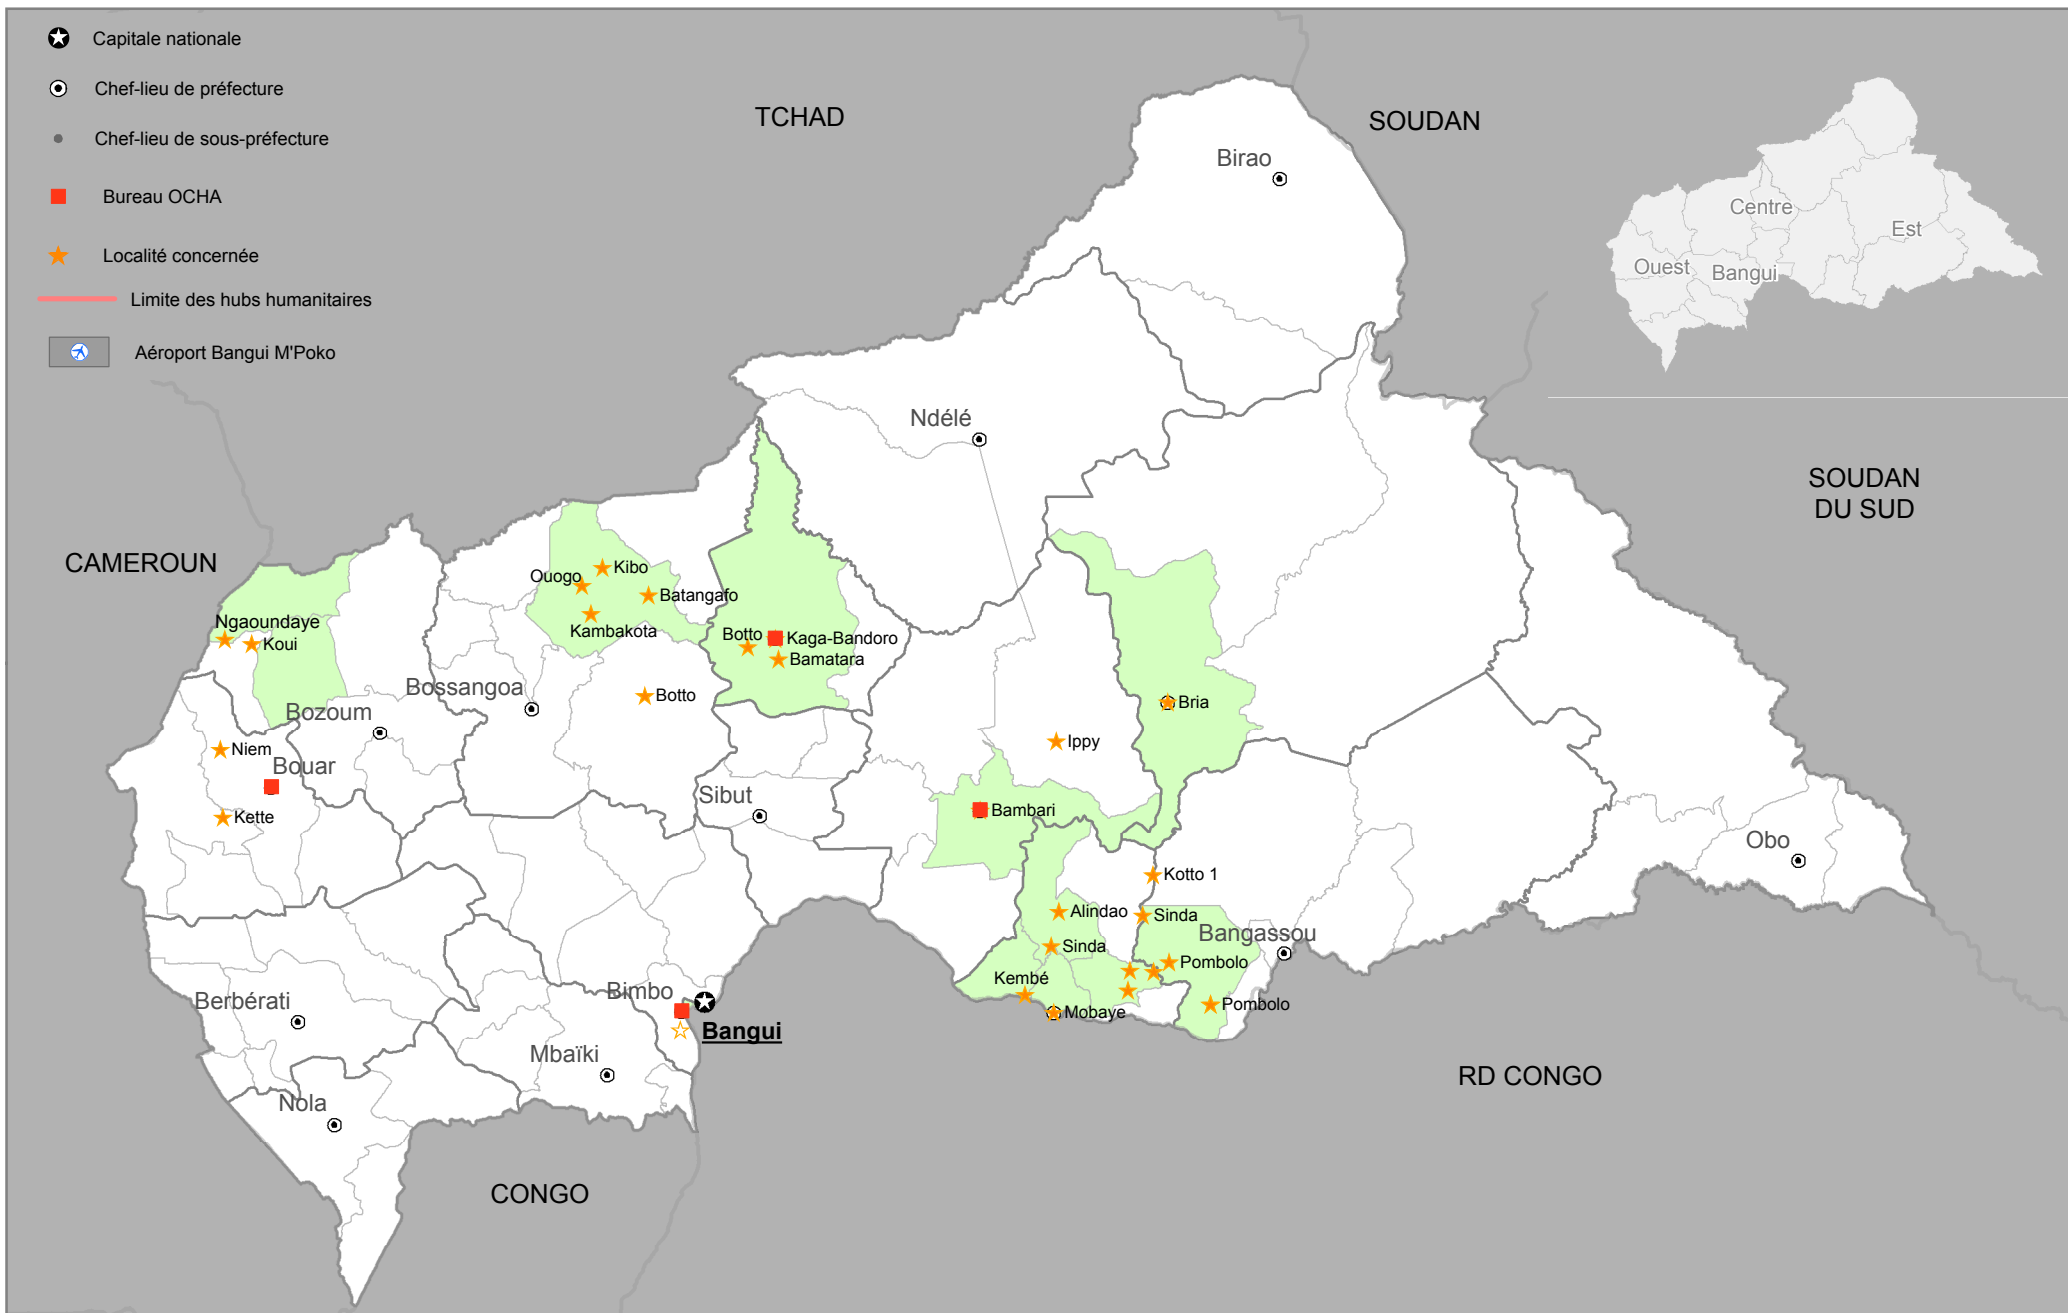 Capitale nationale
Chef-lieu de préfecture
Chef-lieu de sous-préfecture
Bureau OCHA
Localité concernée
Limite des hubs humanitaires
Aéroport Bangui M'Poko
TCHAD
SOUDAN
Birao
Centre
Est
Ouest
Bangui
Ndélé
SOUDAN
DU SUD
CAMEROUN
Kibo
Ouogo
Batangafo
Kambakota
Ngaoundaye
Koui
Botto
Kaga-Bandoro
Bamatara
Bossangoa
Botto
Bria
Bozoum
Niem
Ippy
Bouar
Sibut
Kette
Bambari
Obo
Kotto 1
Alindao
Sinda
Bangassou
Sinda
Pombolo
Kembé
Bimbo
Berbérati
Pombolo
Mobaye
Bangui
Mbaïki
RD CONGO
Nola
CONGO